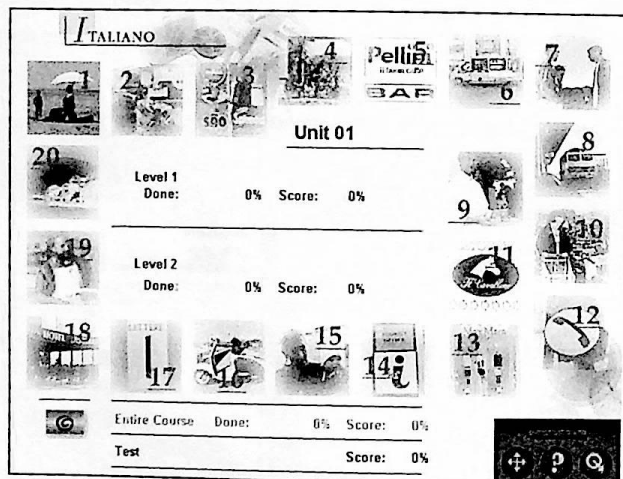 ITALIANO
1 2 3 4 5 6 7
Pellini
BAR
$90
Unit 01
20 8
Level 1
Done: 0% Score: 0%
9 10
19 11
Level 2
Done: 0% Score: 0%
18 17 16 15 14 13 12
LETTERE
i
Entire Course Done: 0% Score: 0%
Test Score: 0%
? Q